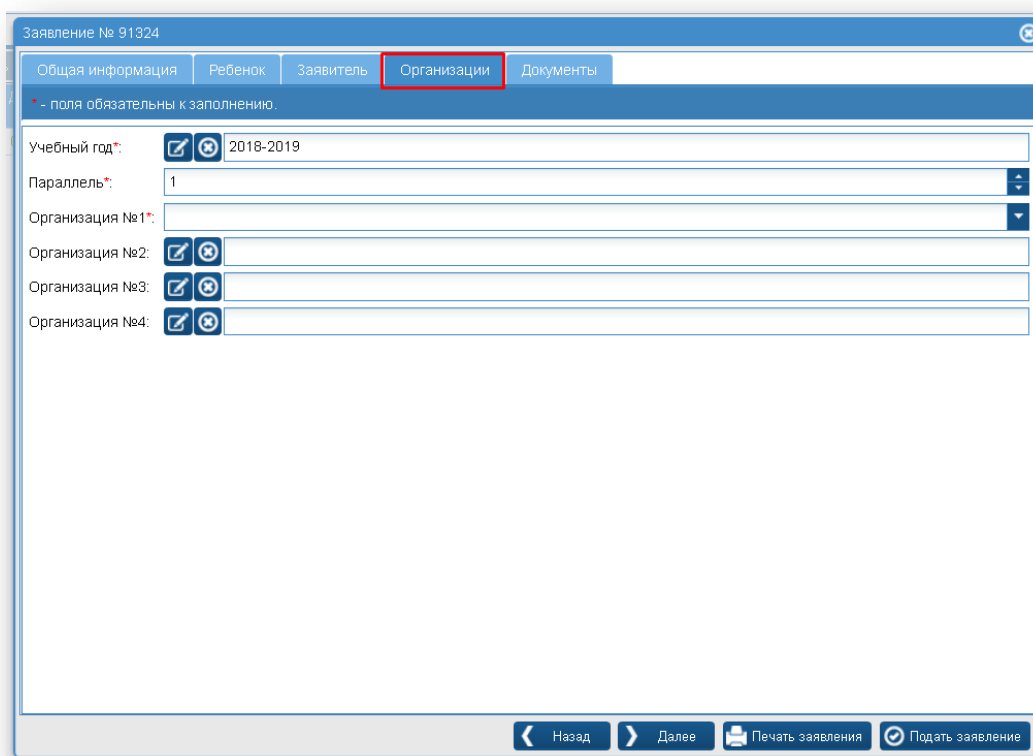 Заявление № 91324
Общая информация Ребенок Заявитель Организации Документы
* - поля обязательны к заполнению.
Учебный год*: 2018-2019
Параллель*: 1
Организация №1*:
Организация №2:
Организация №3:
Организация №4:
Назад Далее Печать заявления Подать заявление